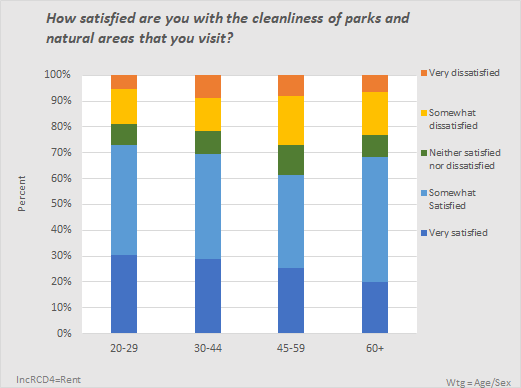 How satisfied are you with the cleanliness of parks and
natural areas that you visit?
100%
90%
80%
70%
60%
50%
40%
30%
20%
10%
0%
Percent
20-29
30-44
45-59
60+
Very dissatisfied
Somewhat
dissatisfied
Neither satisfied
nor dissatisfied
Somewhat
Satisfied
Very satisfied
IncRCD4=Rent
Wtg = Age/Sex